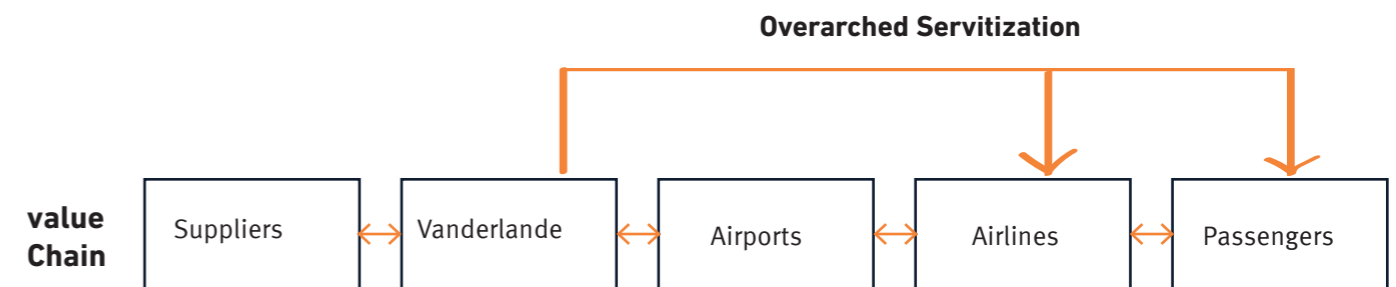 Overarched Servitization
value
Chain
Suppliers
Vanderlande
Airports
Airlines
Passengers